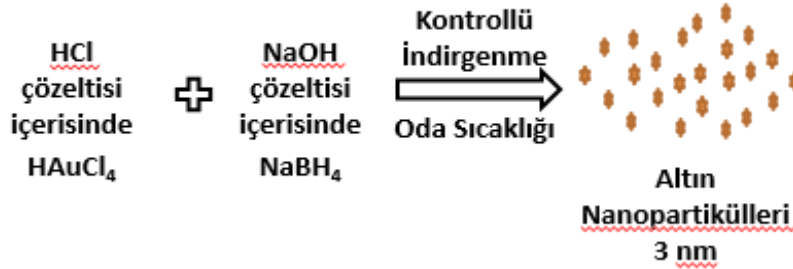 HCl
çözeltisi
içerisinde
HAuCl₄
NaOH
çözeltisi
içerisinde
NaBH₄
Kontrollü
İndirgenme
Oda Sıcaklığı
Altın
Nanopartikülleri
3 nm